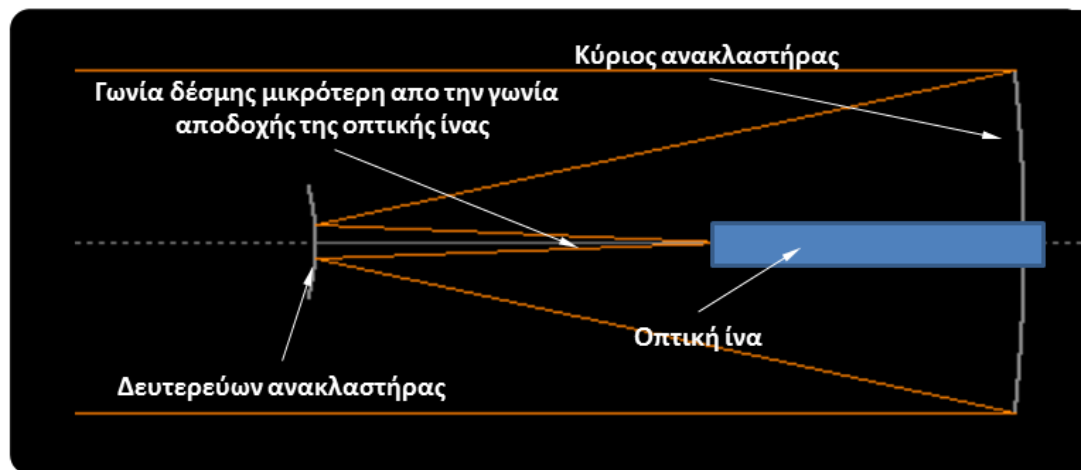 Κύριος ανακλαστήρας
Γωνία δέσμης μικρότερη απο την γωνία
αποδοχής της οπτικής ίνας
Οπτική ίνα
Δευτερεύων ανακλαστήρας